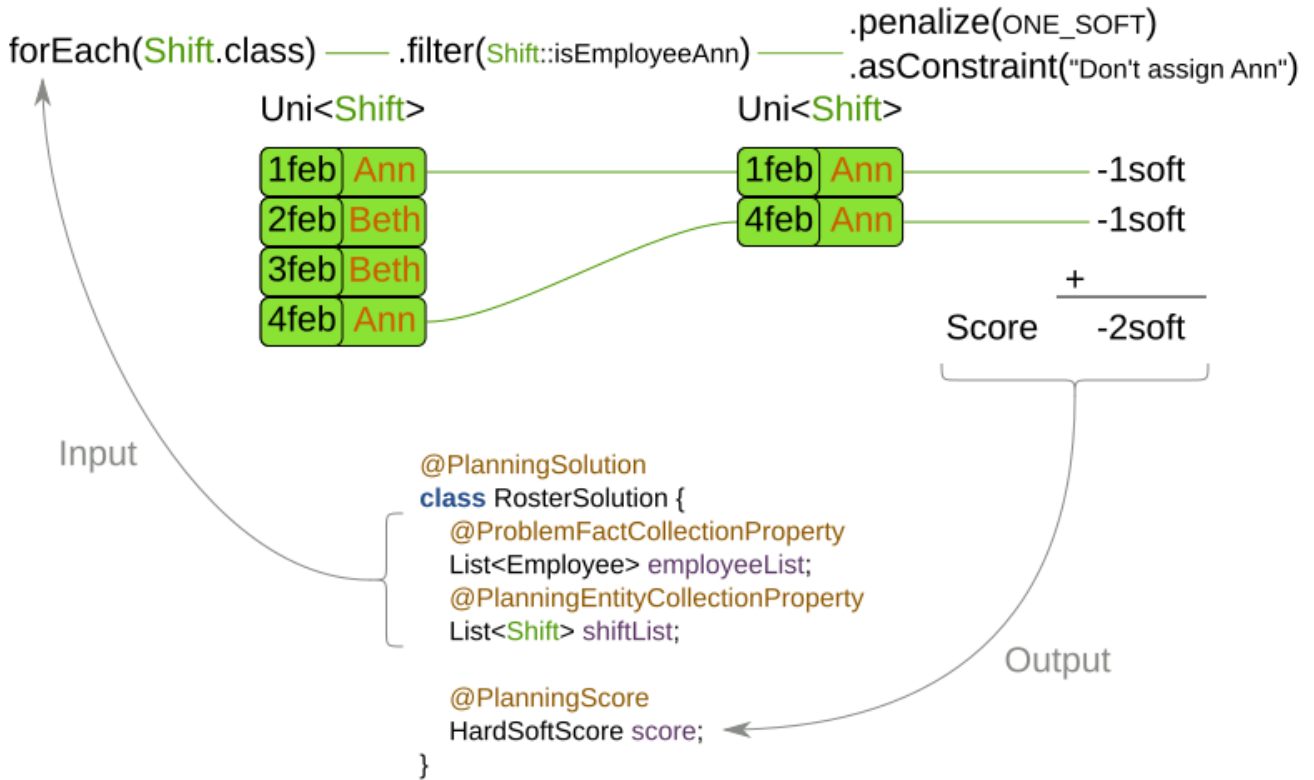 forEach(Shift.class) .filter(Shift::isEmployeeAnn) .penalize(ONE_SOFT)
.asConstraint("Don't assign Ann")
Uni<Shift> Uni<Shift>
1feb Ann 1feb Ann -1soft
2feb Beth 4feb Ann -1soft
3feb Beth +
4feb Ann Score -2soft
Input
@PlanningSolution
class RosterSolution {
@ProblemFactCollectionProperty
List<Employee> employeeList;
@PlanningEntityCollectionProperty
List<Shift> shiftList;
Output
@PlanningScore
HardSoftScore score;
}